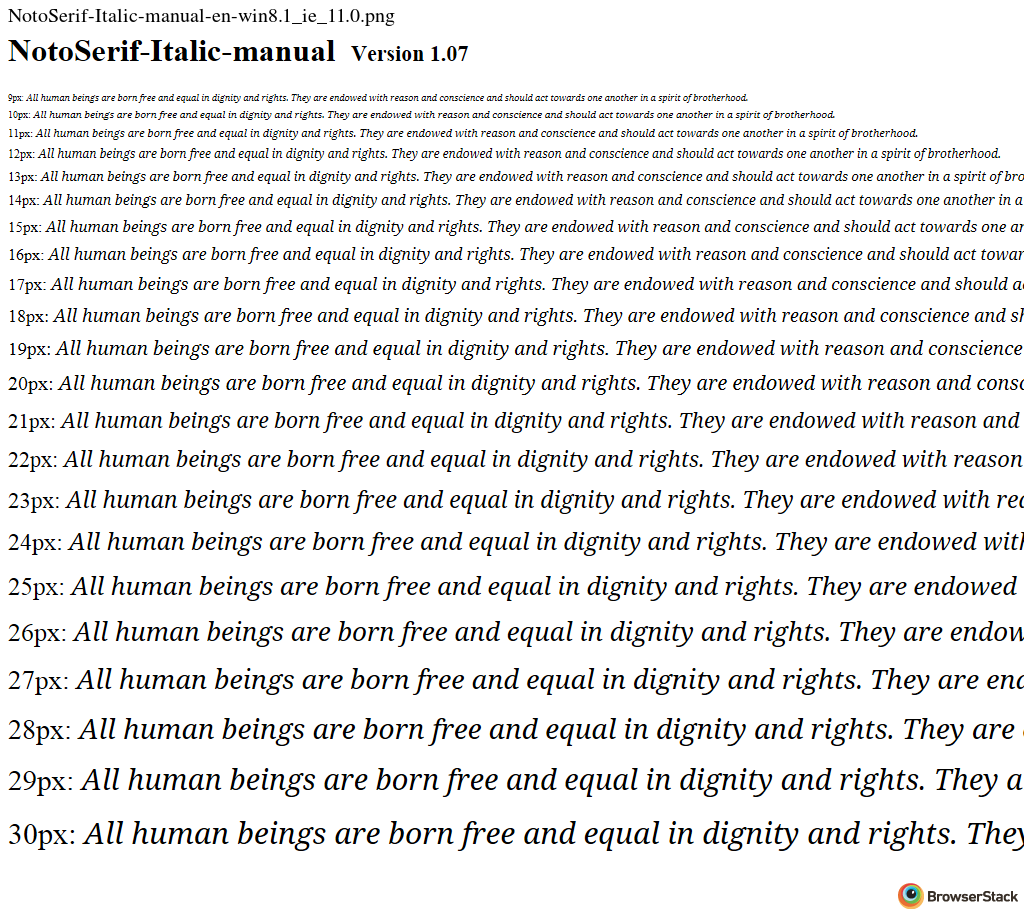 NotoSerif-Italic-manual-en-win8.1_ie_11.0.png
NotoSerif-Italic-manual Version 1.07
9px: All human beings are born free and equal in dignity and rights. They are endowed with reason and conscience and should act towards one another in a spirit of brotherhood.
10px: All human beings are born free and equal in dignity and rights. They are endowed with reason and conscience and should act towards one another in a spirit of brotherhood.
11px: All human beings are born free and equal in dignity and rights. They are endowed with reason and conscience and should act towards one another in a spirit of brotherhood.
12px: All human beings are born free and equal in dignity and rights. They are endowed with reason and conscience and should act towards one another in a spirit of brotherhood.
13px: All human beings are born free and equal in dignity and rights. They are endowed with reason and conscience and should act towards one another in a spirit of bro
14px: All human beings are born free and equal in dignity and rights. They are endowed with reason and conscience and should act towards one another in a
15px: All human beings are born free and equal in dignity and rights. They are endowed with reason and conscience and should act towards one an
16px: All human beings are born free and equal in dignity and rights. They are endowed with reason and conscience and should act towar
17px: All human beings are born free and equal in dignity and rights. They are endowed with reason and conscience and should a
18px: All human beings are born free and equal in dignity and rights. They are endowed with reason and conscience and sh
19px: All human beings are born free and equal in dignity and rights. They are endowed with reason and conscience
20px: All human beings are born free and equal in dignity and rights. They are endowed with reason and consc
21px: All human beings are born free and equal in dignity and rights. They are endowed with reason and
22px: All human beings are born free and equal in dignity and rights. They are endowed with reason
23px: All human beings are born free and equal in dignity and rights. They are endowed with rea
24px: All human beings are born free and equal in dignity and rights. They are endowed with
25px: All human beings are born free and equal in dignity and rights. They are endowed
26px: All human beings are born free and equal in dignity and rights. They are endow
27px: All human beings are born free and equal in dignity and rights. They are end
28px: All human beings are born free and equal in dignity and rights. They are
29px: All human beings are born free and equal in dignity and rights. They a
30px: All human beings are born free and equal in dignity and rights. They
BrowserStack